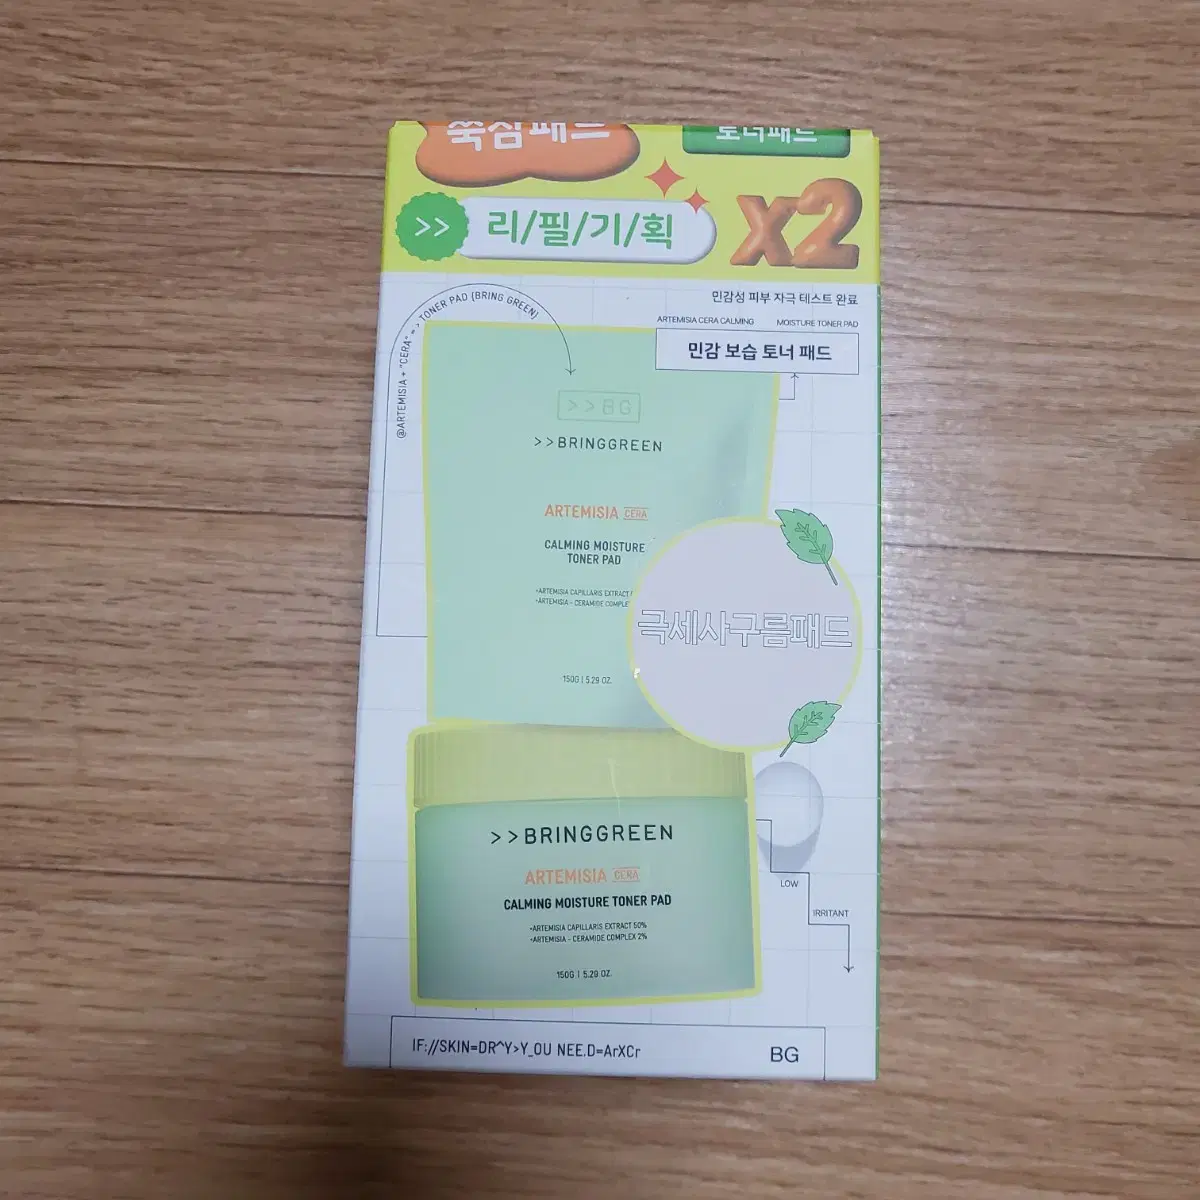 쑥심패드
토너패드
>> 리/필/기/획
X2
민감성 피부 자극 테스트 완료
ARTEMISIA CERA CALMING MOISTURE TONER PAD
민감 보습 토너 패드
@ARTEMISIA + "CERA" = > TONER PAD (BRING GREEN)
>>BG
>>BRINGGREEN
ARTEMISIA CERA
CALMING MOISTURE
TONER PAD
•ARTEMISIA CAPILLARIS EXTRACT
•ARTEMISIA - CERAMIDE COMPLEX
150G | 5.29 OZ.
극세사구름패드
>>BRINGGREEN
ARTEMISIA CERA
CALMING MOISTURE TONER PAD
•ARTEMISIA CAPILLARIS EXTRACT 50%
•ARTEMISIA - CERAMIDE COMPLEX 2%
150G | 5.29 OZ.
LOW
IRRITANT
IF://SKIN=DR^Y>Y_OU NEE.D=ArXCr
BG